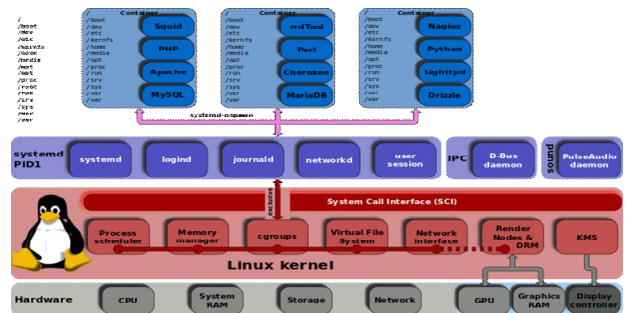 /
/boot
/dev
/etc
/kernfs
/home
/media
/mnt
/opt
/proc
/root
/run
/srv
/sys
/usr
/var
Container
/
/boot
/dev
/etc
/kernfs
/home
/media
/opt
/proc
/run
/srv
/sys
/var
Squid
PHP
Apache
MySQL
Container
/
/boot
/dev
/etc
/kernfs
/home
/media
/opt
/proc
/run
/srv
/sys
/var
rrdTool
Perl
Cherokee
MariaDB
Container
/
/boot
/dev
/etc
/kernfs
/home
/media
/opt
/proc
/run
/srv
/sys
/var
Nagios
Python
Lighttpd
Drizzle
systemd-nspawn
systemd
PID1
systemd
logind
journald
networkd
user
session
IPC
D-Bus
daemon
sound
PulseAudio
daemon
exclusive
System Call Interface (SCI)
Process
scheduler
Memory
manager
cgroups
Virtual File
System
Network
interface
Render
Nodes &
DRM
KMS
Linux kernel
Hardware
CPU
System
RAM
Storage
Network
GPU
Graphics
RAM
Display
controller